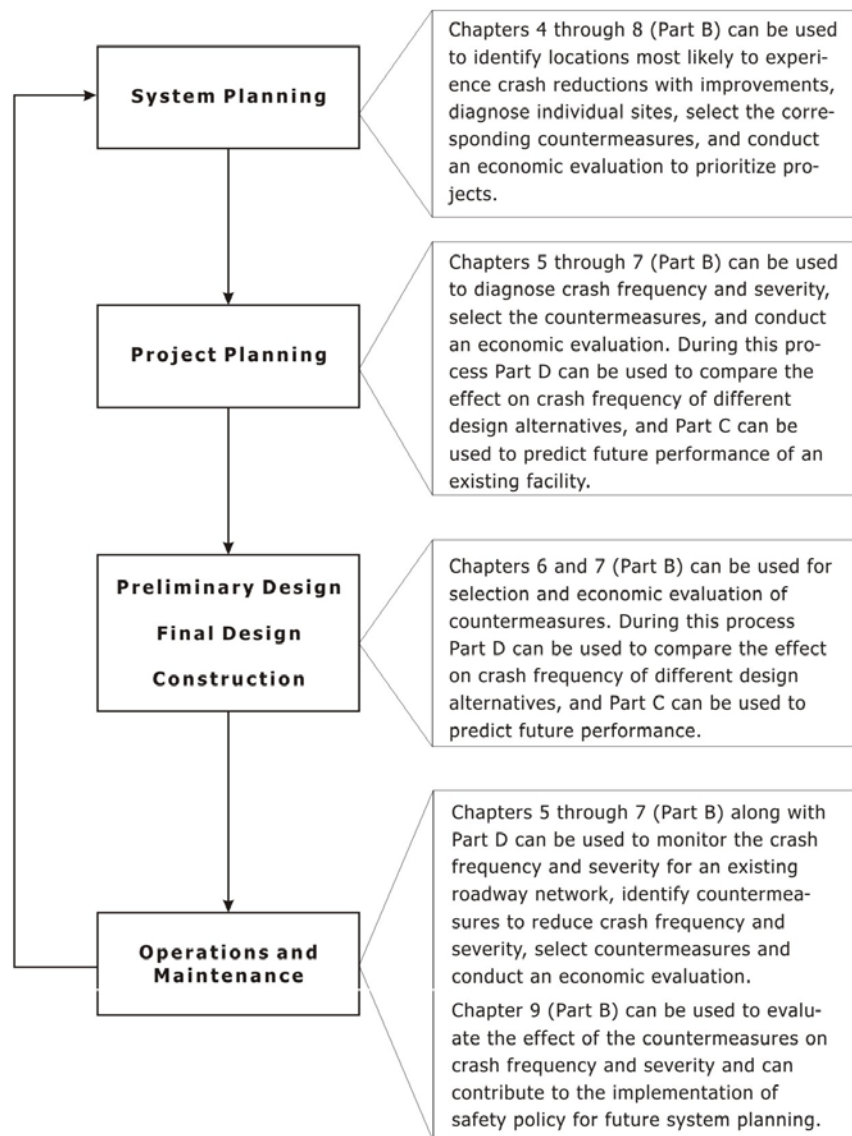 System Planning
Chapters 4 through 8 (Part B) can be used
to identify locations most likely to experi-
ence crash reductions with improvements,
diagnose individual sites, select the corre-
sponding countermeasures, and conduct
an economic evaluation to prioritize pro-
jects.
Project Planning
Chapters 5 through 7 (Part B) can be used
to diagnose crash frequency and severity,
select the countermeasures, and conduct
an economic evaluation. During this pro-
cess Part D can be used to compare the
effect on crash frequency of different
design alternatives, and Part C can be
used to predict future performance of an
existing facility.
Preliminary Design
Final Design
Construction
Chapters 6 and 7 (Part B) can be used for
selection and economic evaluation of
countermeasures. During this process
Part D can be used to compare the effect
on crash frequency of different design
alternatives, and Part C can be used to
predict future performance.
Operations and
Maintenance
Chapters 5 through 7 (Part B) along with
Part D can be used to monitor the crash
frequency and severity for an existing
roadway network, identify countermea-
sures to reduce crash frequency and
severity, select countermeasures and
conduct an economic evaluation.
Chapter 9 (Part B) can be used to evalu-
ate the effect of the countermeasures on
crash frequency and severity and can
contribute to the implementation of
safety policy for future system planning.